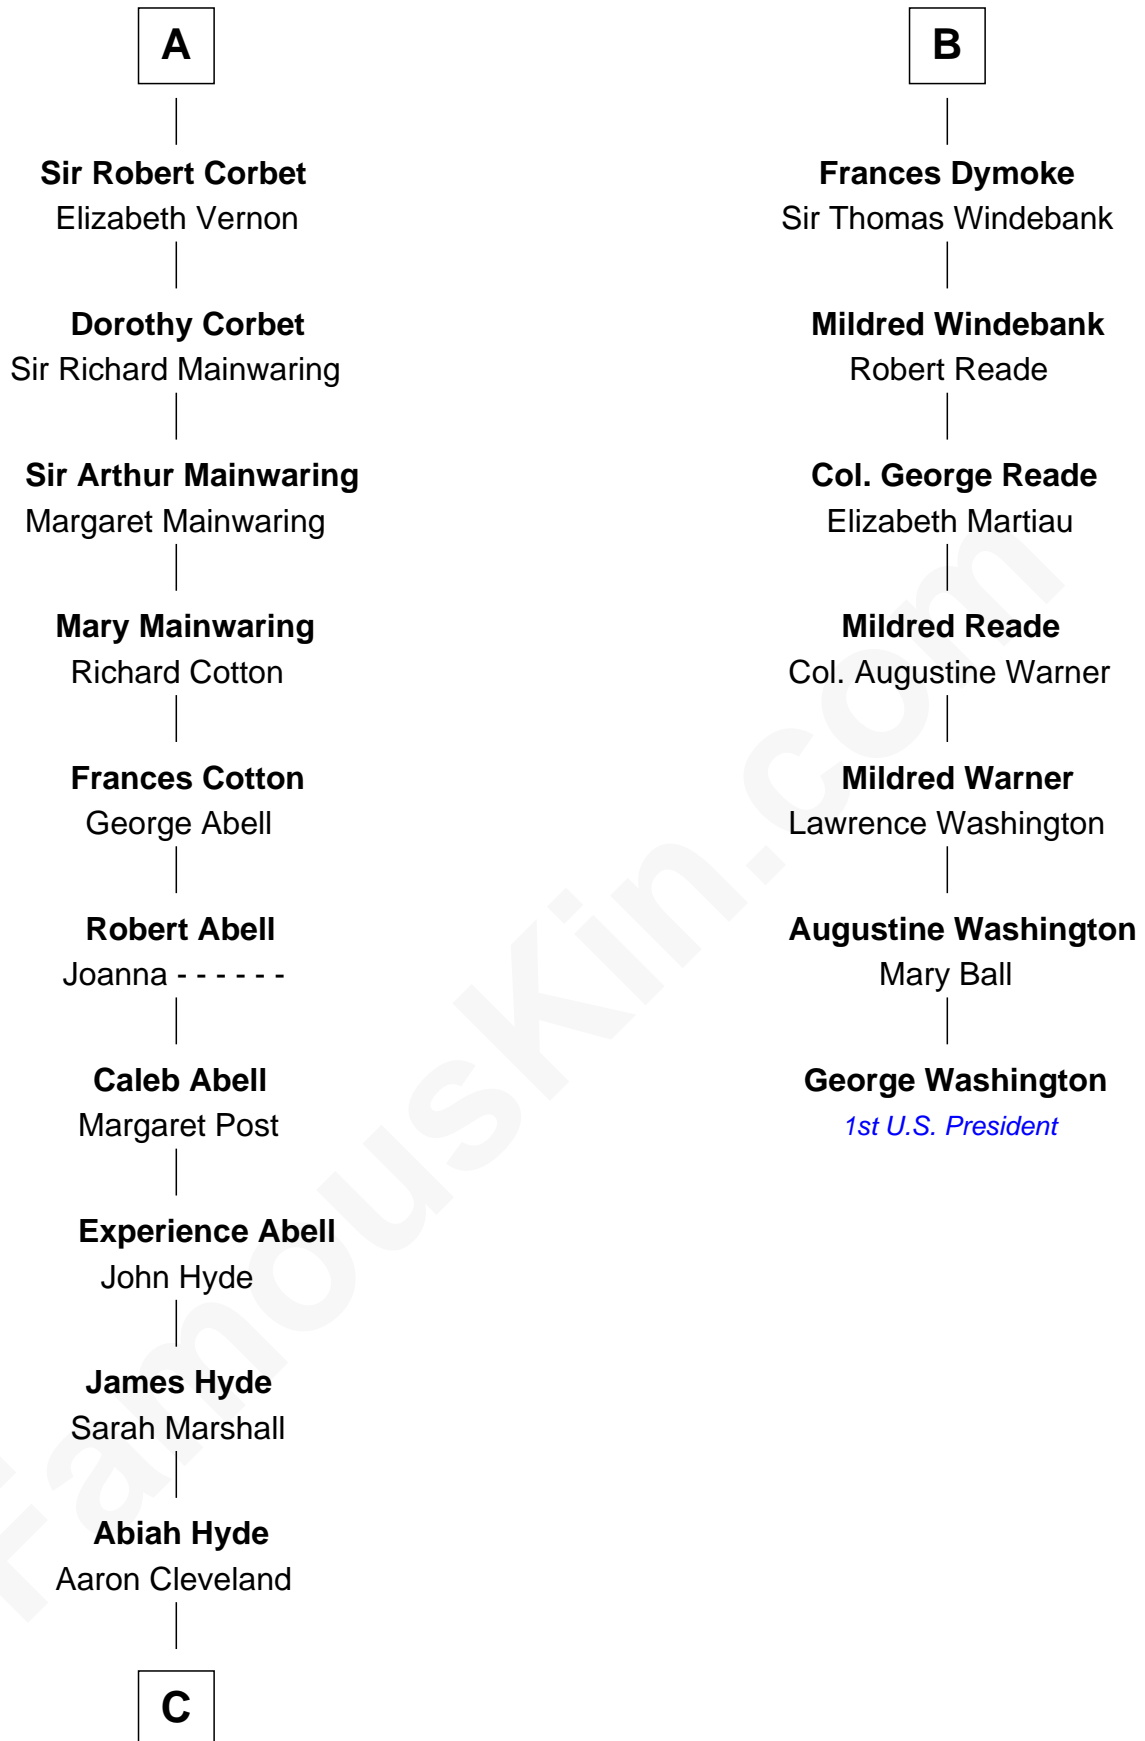 A
Sir Robert Corbet
Elizabeth Vernon
Dorothy Corbet
Sir Richard Mainwaring
Sir Arthur Mainwaring
Margaret Mainwaring
Mary Mainwaring
Richard Cotton
Frances Cotton
George Abell
Robert Abell
Joanna - - - - - -
Caleb Abell
Margaret Post
Experience Abell
John Hyde
James Hyde
Sarah Marshall
Abiah Hyde
Aaron Cleveland
C
B
Frances Dymoke
Sir Thomas Windebank
Mildred Windebank
Robert Reade
Col. George Reade
Elizabeth Martiau
Mildred Reade
Col. Augustine Warner
Mildred Warner
Lawrence Washington
Augustine Washington
Mary Ball
George Washington
1st U.S. President
FamousKin.com